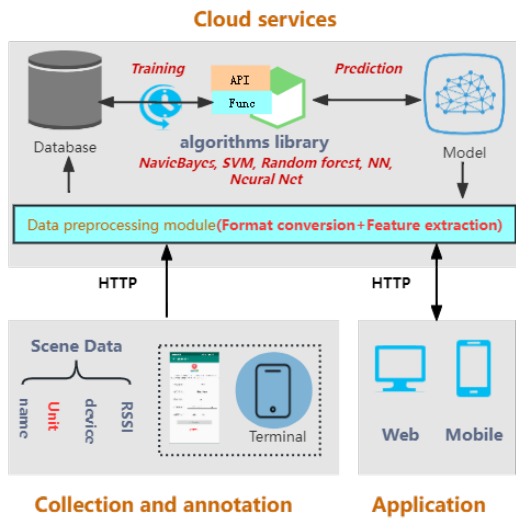 Cloud services
Training
API
Func
Prediction
Database
algorithms library
Model
NavieBayes, SVM, Random forest, NN,
Neural Net
Data preprocessing module(Format conversion+Feature extraction)
HTTP
HTTP
Scene Data
name
Unit
device
RSSI
Terminal
Web
Mobile
Collection and annotation
Application